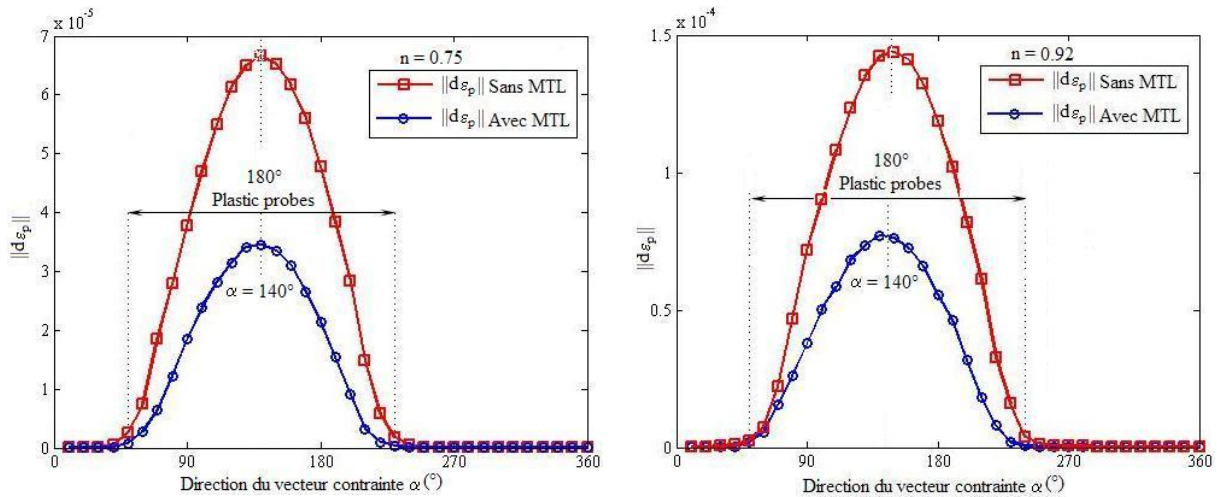 x 10⁻⁵
7
6
5
4
3
2
1
0
||dεₚ||
n = 0.75
||dεₚ|| Sans MTL
||dεₚ|| Avec MTL
180°
Plastic probes
α = 140°
0 90 180 270 360
Direction du vecteur contrainte α (°)
x 10⁻⁴
1.5
1
0.5
0
||dεₚ||
n = 0.92
||dεₚ|| Sans MTL
||dεₚ|| Avec MTL
180°
Plastic probes
α = 140°
0 90 180 270 360
Direction du vecteur contrainte α (°)